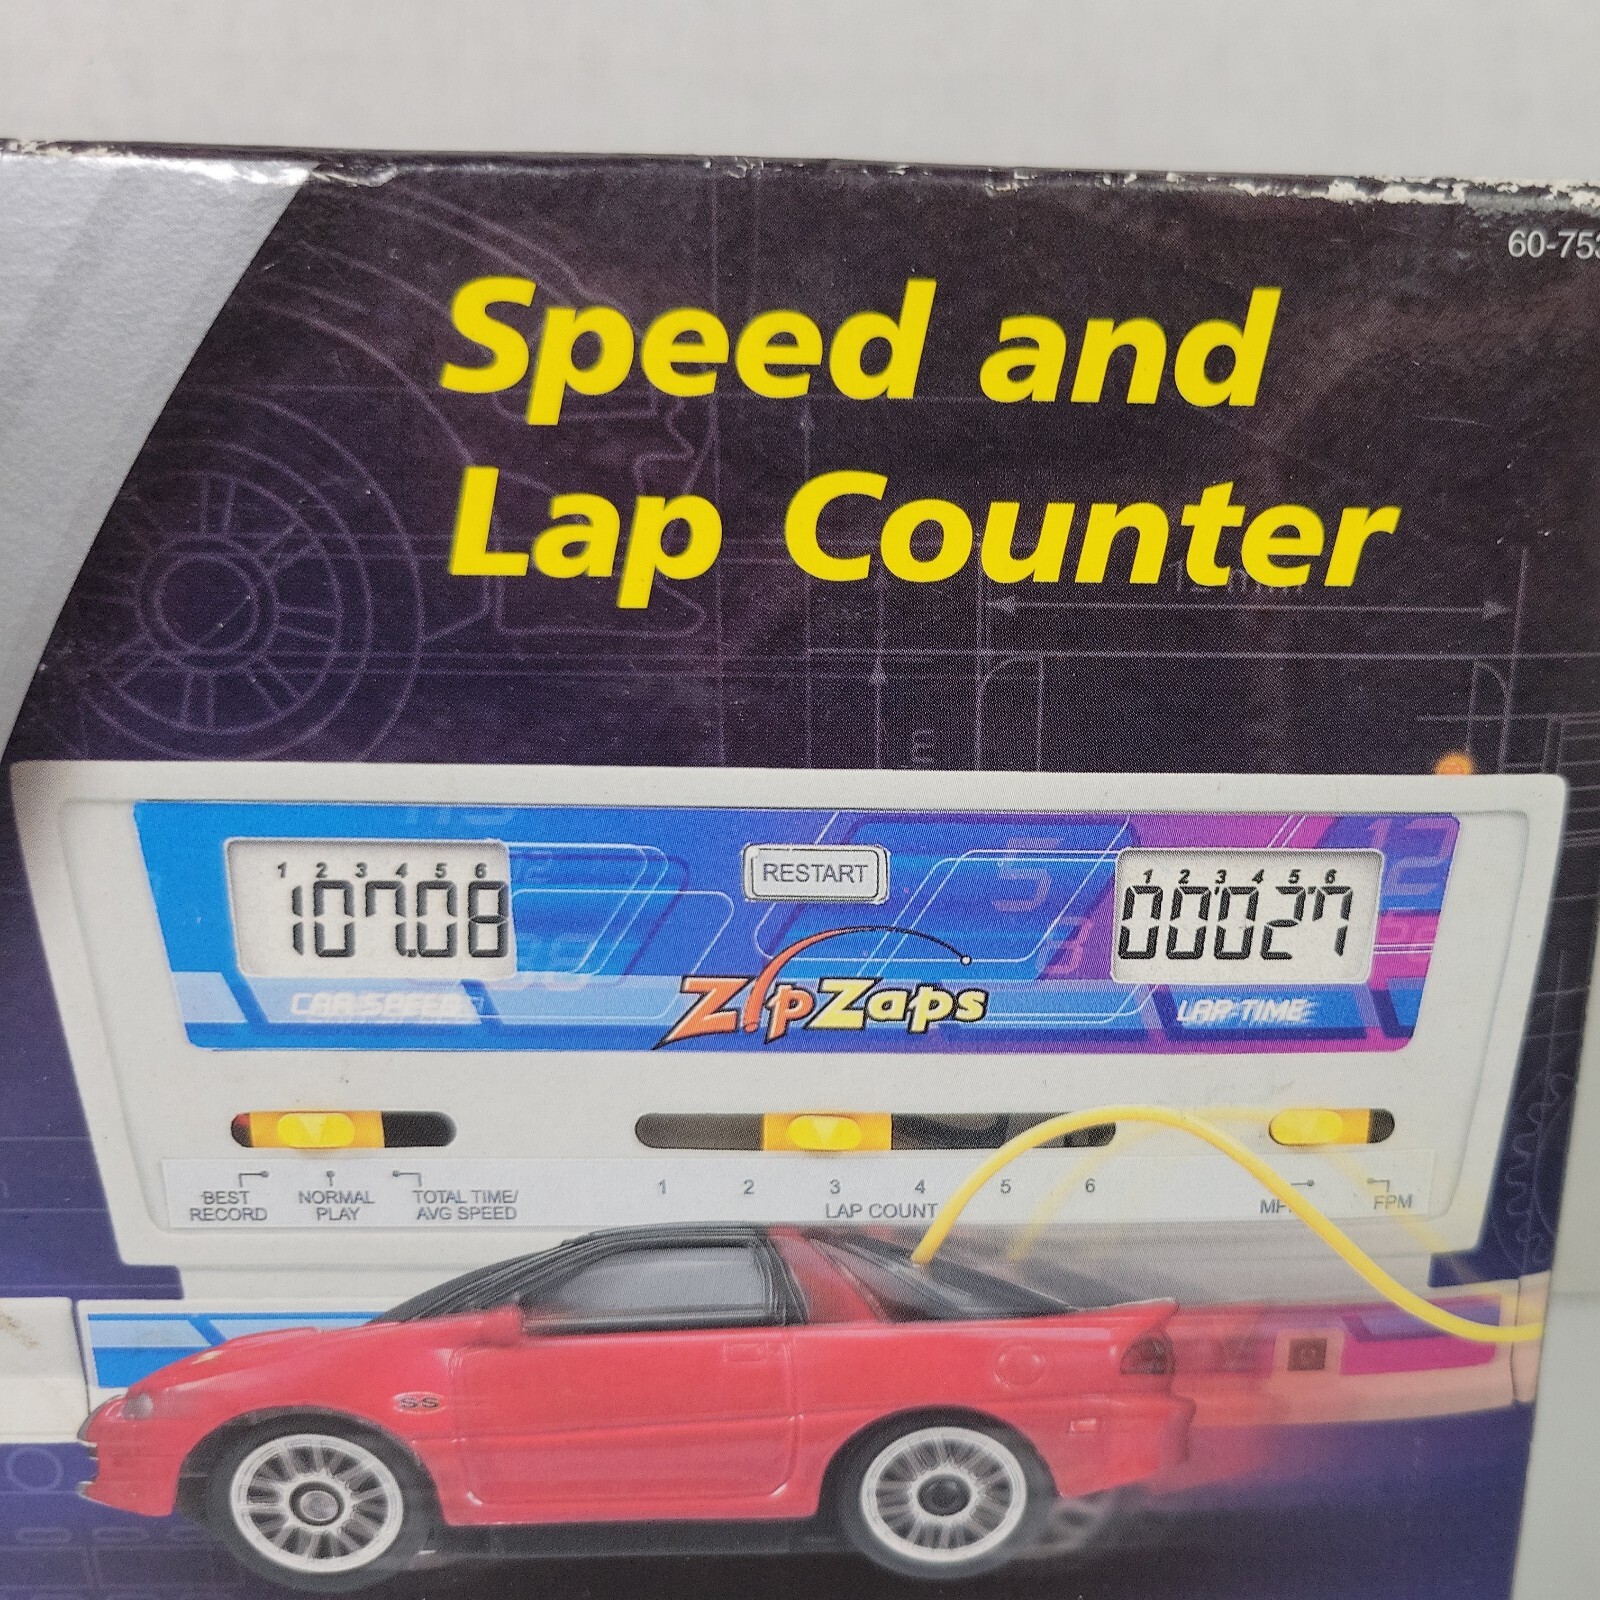 60-753
Speed and
Lap Counter
1 2 3 4 5 6
107.08
CAR SPEED
RESTART
ZipZaps
1 2 3 4 5 6
00027
LAP TIME
BEST
RECORD
NORMAL
PLAY
TOTAL TIME/
AVG SPEED
1 2 3 4 5 6
LAP COUNT
FPM
SS